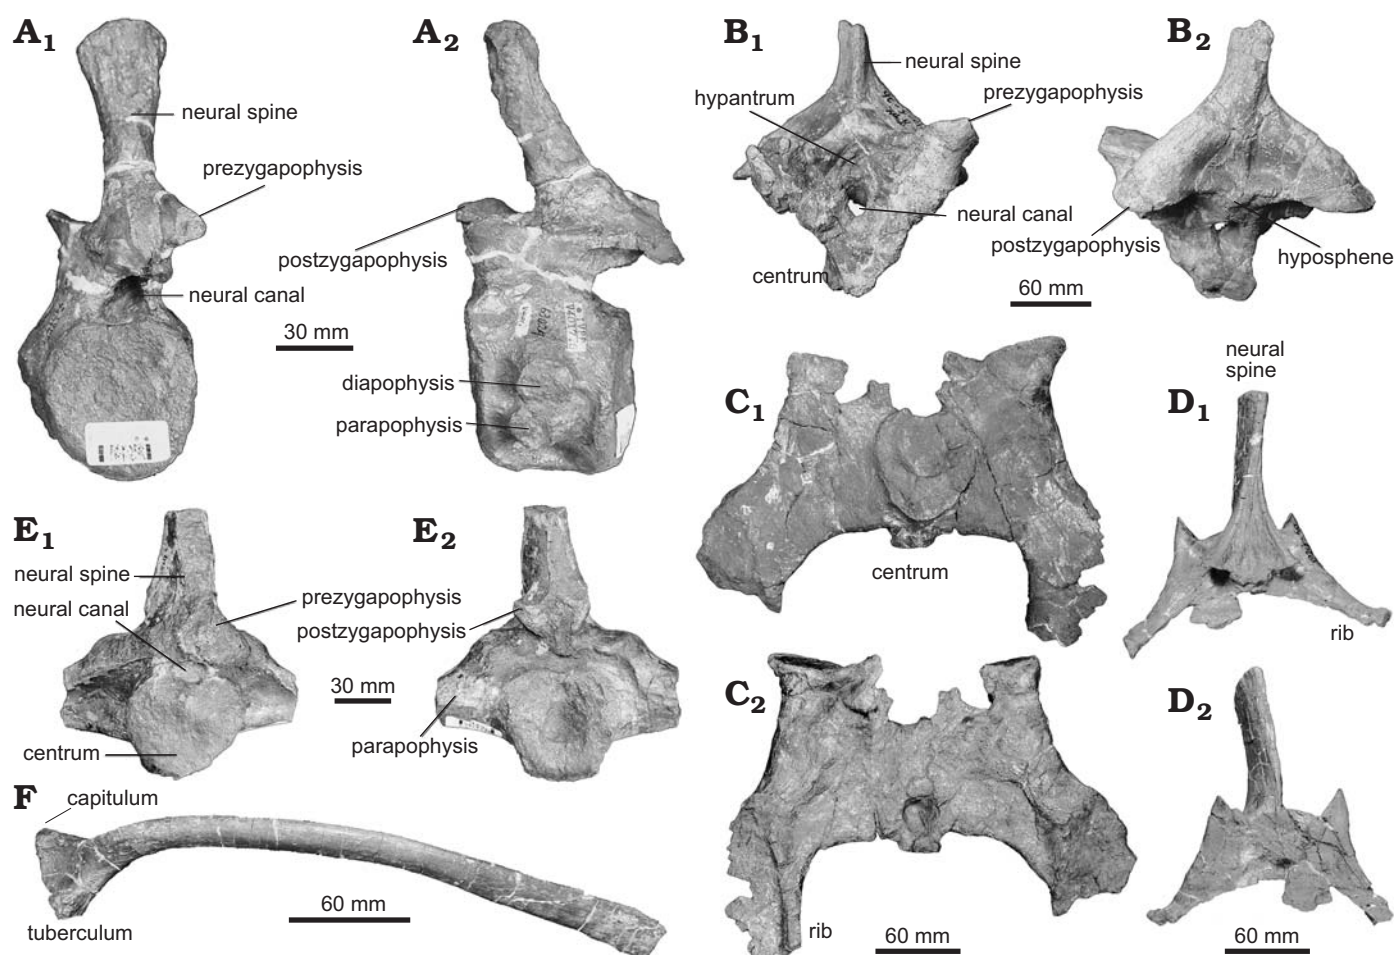 A1
A2
B1
B2
neural spine
prezygapophysis
postzygapophysis
neural canal
30 mm
diapophysis
parapophysis
neural spine
hypantrum
prezygapophysis
neural canal
postzygapophysis
centrum
hyposphene
60 mm
C1
centrum
neural
spine
D1
rib
E1
E2
neural spine
neural canal
prezygapophysis
postzygapophysis
30 mm
parapophysis
centrum
C2
rib
60 mm
D2
60 mm
F
capitulum
60 mm
tuberculum